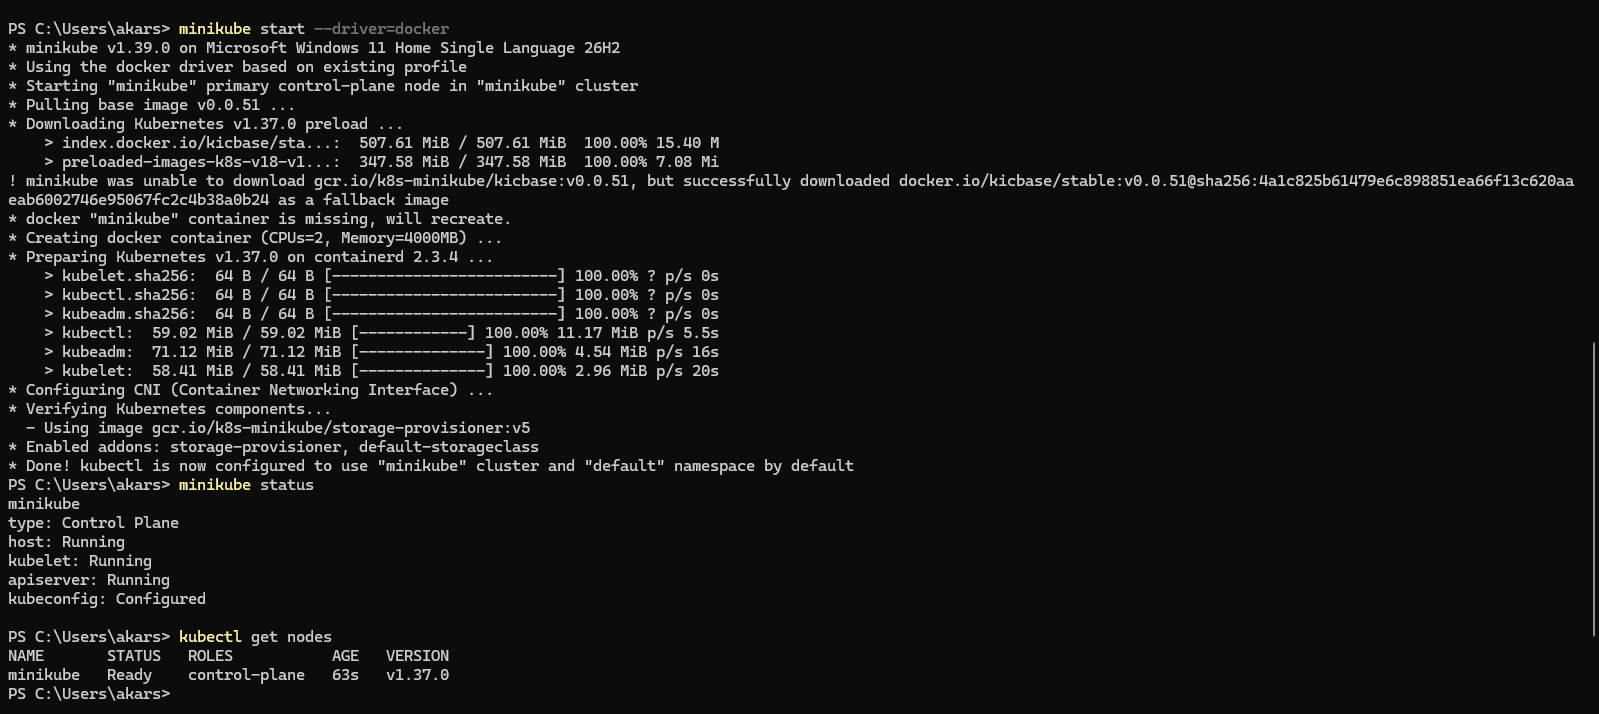 PS C:\Users\akars> minikube start --driver=docker
* minikube v1.39.0 on Microsoft Windows 11 Home Single Language 26H2
* Using the docker driver based on existing profile
* Starting "minikube" primary control-plane node in "minikube" cluster
* Pulling base image v0.0.51 ...
* Downloading Kubernetes v1.37.0 preload ...
    > index.docker.io/kicbase/sta...:  507.61 MiB / 507.61 MiB  100.00% 15.40 M
    > preloaded-images-k8s-v18-v1...:  347.58 MiB / 347.58 MiB  100.00% 7.08 Mi
! minikube was unable to download gcr.io/k8s-minikube/kicbase:v0.0.51, but successfully downloaded docker.io/kicbase/stable:v0.0.51@sha256:4a1c825b61479e6c898851ea66f13c620aa
eab6002746e95067fc2c4b38a0b24 as a fallback image
* docker "minikube" container is missing, will recreate.
* Creating docker container (CPUs=2, Memory=4000MB) ...
* Preparing Kubernetes v1.37.0 on containerd 2.3.4 ...
    > kubelet.sha256:  64 B / 64 B [-------------------------] 100.00% ? p/s 0s
    > kubectl.sha256:  64 B / 64 B [-------------------------] 100.00% ? p/s 0s
    > kubeadm.sha256:  64 B / 64 B [-------------------------] 100.00% ? p/s 0s
    > kubectl:  59.02 MiB / 59.02 MiB [------------] 100.00% 11.17 MiB p/s 5.5s
    > kubeadm:  71.12 MiB / 71.12 MiB [--------------] 100.00% 4.54 MiB p/s 16s
    > kubelet:  58.41 MiB / 58.41 MiB [--------------] 100.00% 2.96 MiB p/s 20s
* Configuring CNI (Container Networking Interface) ...
* Verifying Kubernetes components...
  - Using image gcr.io/k8s-minikube/storage-provisioner:v5
* Enabled addons: storage-provisioner, default-storageclass
* Done! kubectl is now configured to use "minikube" cluster and "default" namespace by default
PS C:\Users\akars> minikube status
minikube
type: Control Plane
host: Running
kubelet: Running
apiserver: Running
kubeconfig: Configured

PS C:\Users\akars> kubectl get nodes
NAME       STATUS   ROLES           AGE   VERSION
minikube   Ready    control-plane   63s   v1.37.0
PS C:\Users\akars>